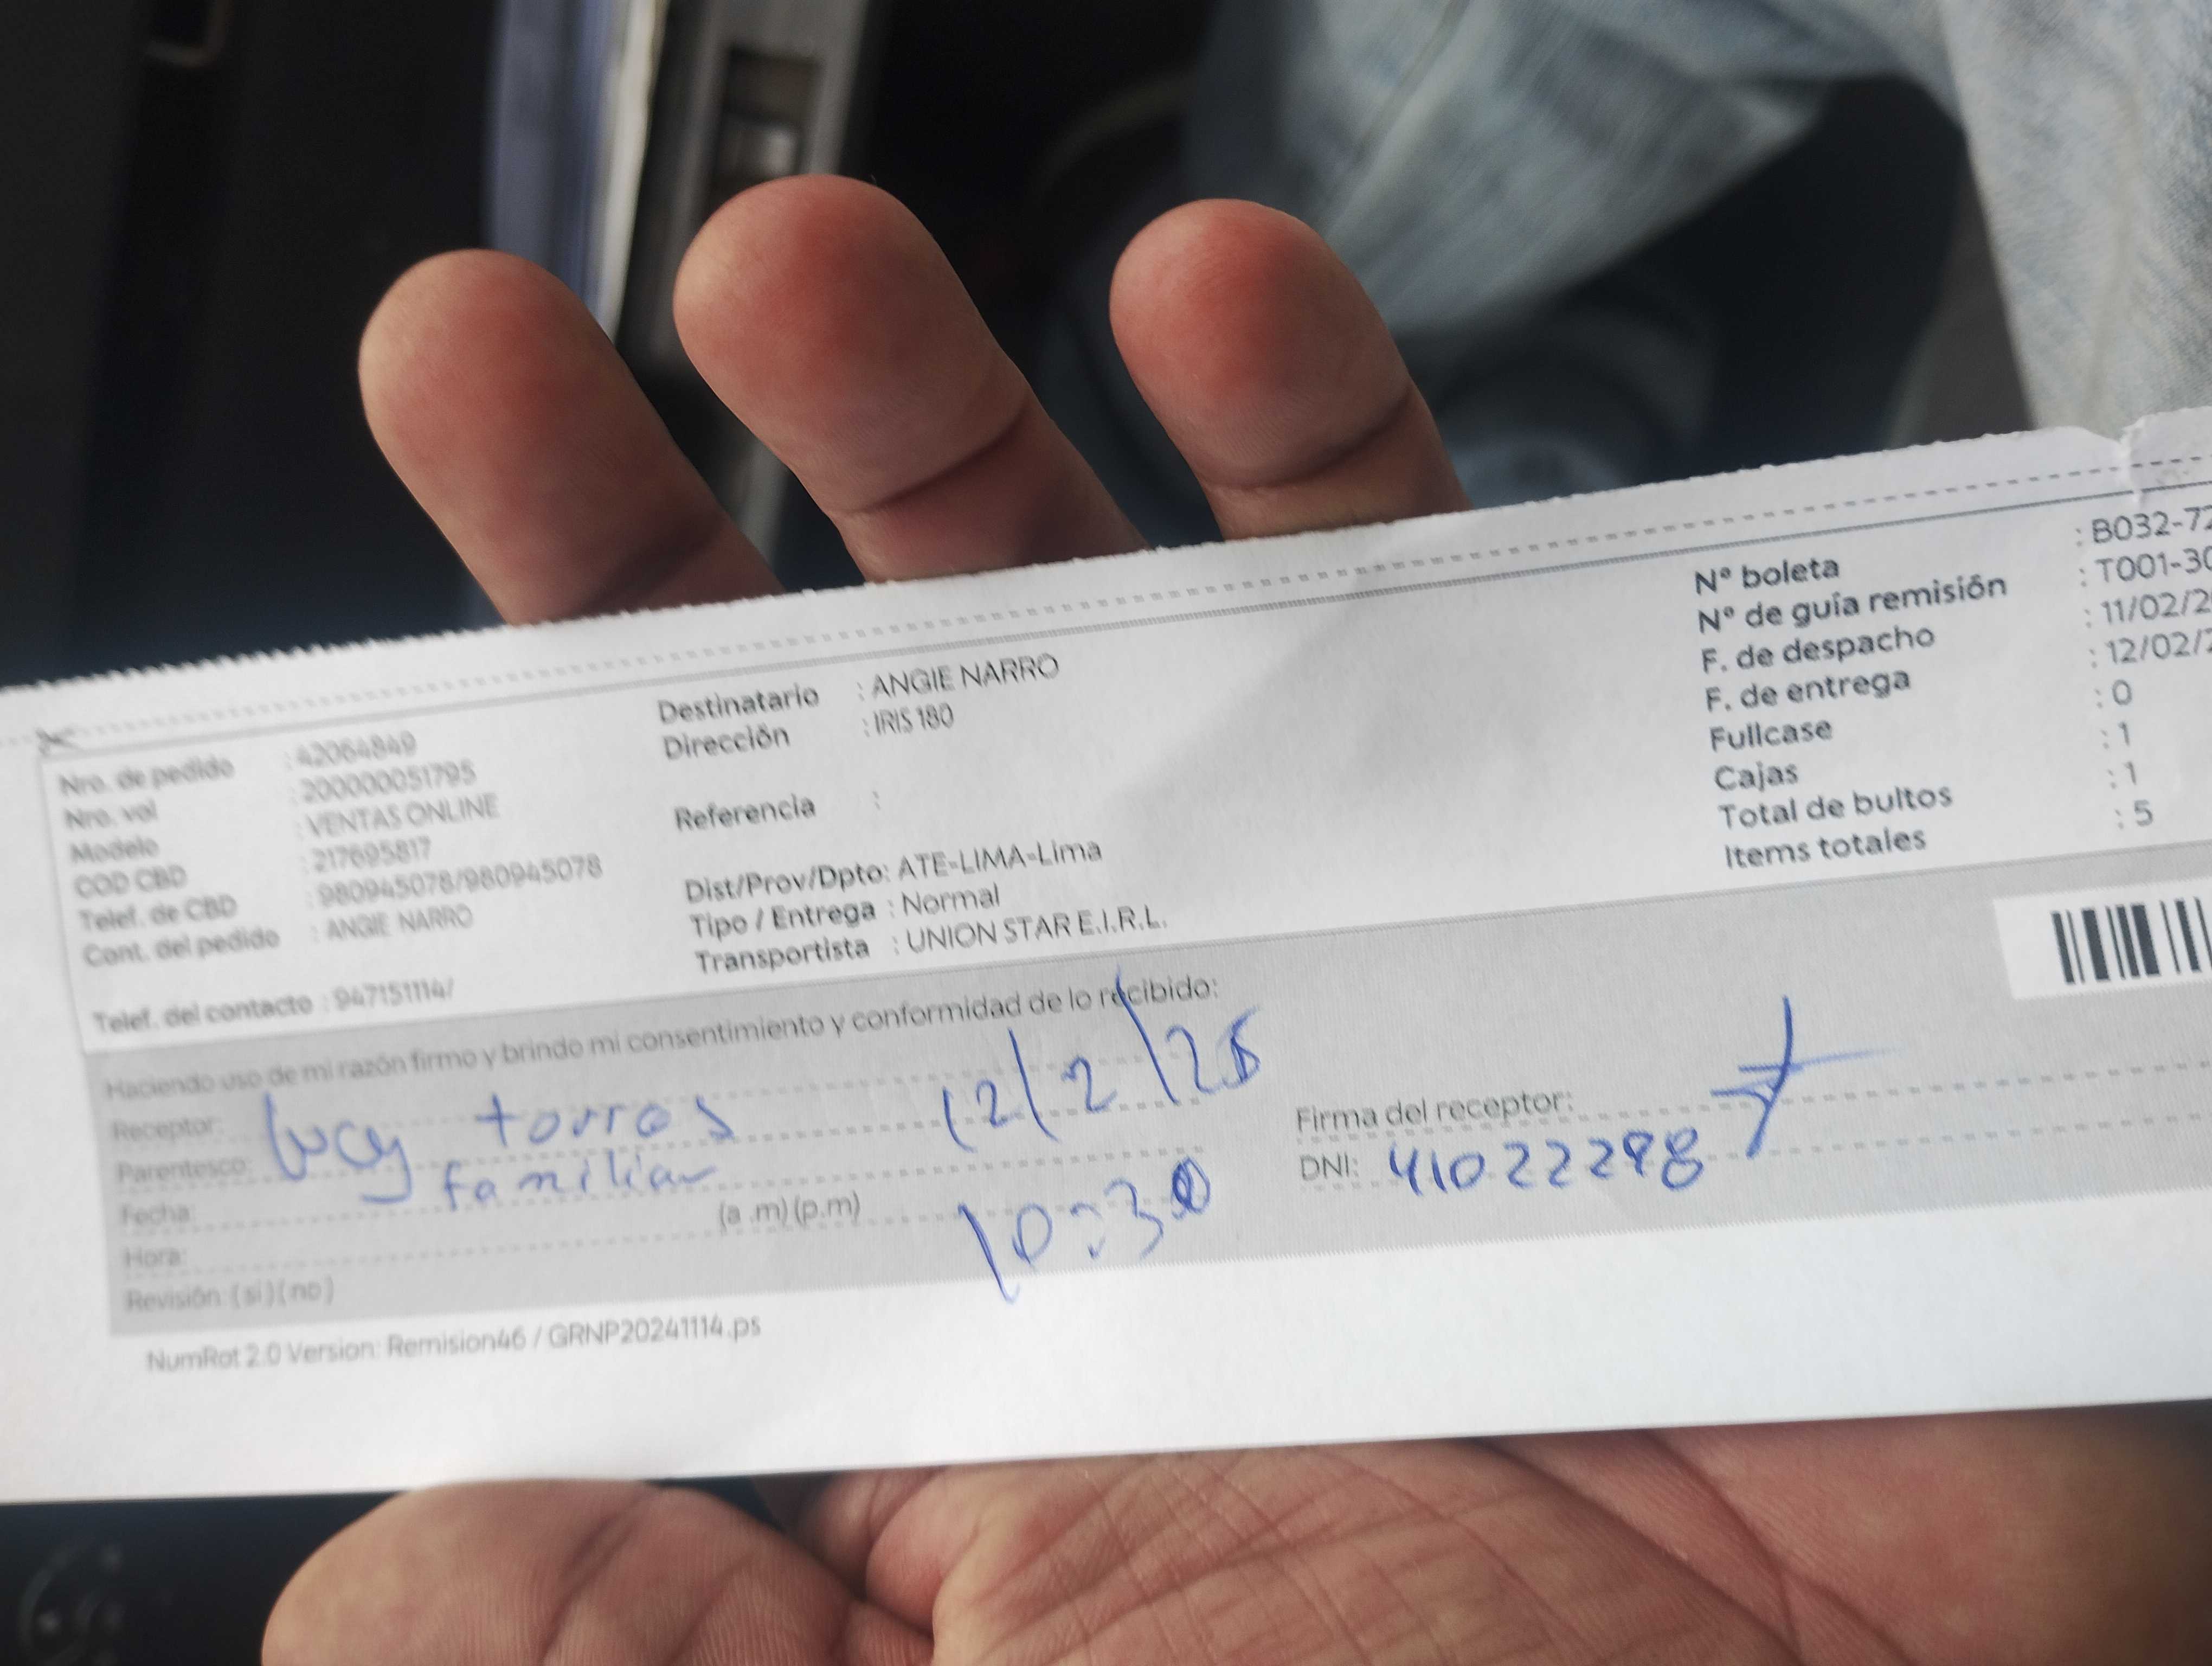 Nro. de pedido : 42064849
Nro. vol : 200000051795
Modelo : VENTAS ONLINE
COD CBD : 217695817
Telef. de CBD : 980945078/980945078
Cont. del pedido : ANGIE NARRO
Telef. del contacto : 947151114/
Destinatario : ANGIE NARRO
Dirección : IRIS 180
Referencia :
Dist/Prov/Dpto: ATE-LIMA-Lima
Tipo / Entrega : Normal
Transportista : UNION STAR E.I.R.L.
N° boleta : B032-72
N° de guía remisión : T001-30
F. de despacho : 11/02/2
F. de entrega : 12/02/2
Fullcase : 0
Cajas : 1
Total de bultos : 1
Items totales : 5
Haciendo uso de mi razón firmo y brindo mi consentimiento y conformidad de lo recibido:
Receptor: Lucy torres 12/2/
Parentesco: familiar
Fecha:
Hora: (a .m) (p.m) 10:30
Revisión: (si) (no)
Firma del receptor:
DNI: 41022298
NumRot 2.0 Version: Remision46 / GRNP20241114.ps